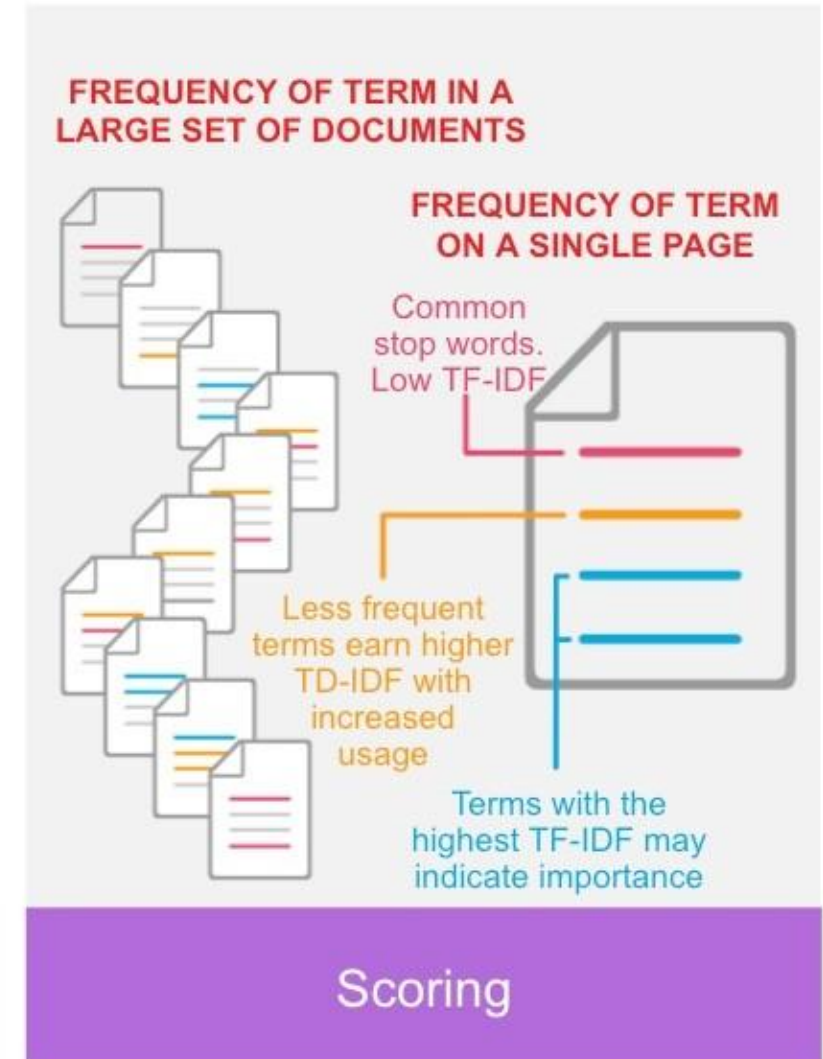 FREQUENCY OF TERM IN A
LARGE SET OF DOCUMENTS
FREQUENCY OF TERM
ON A SINGLE PAGE
Common
stop words.
Low TF-IDF
Less frequent
terms earn higher
TD-IDF with
increased
usage
Terms with the
highest TF-IDF may
indicate importance
Scoring